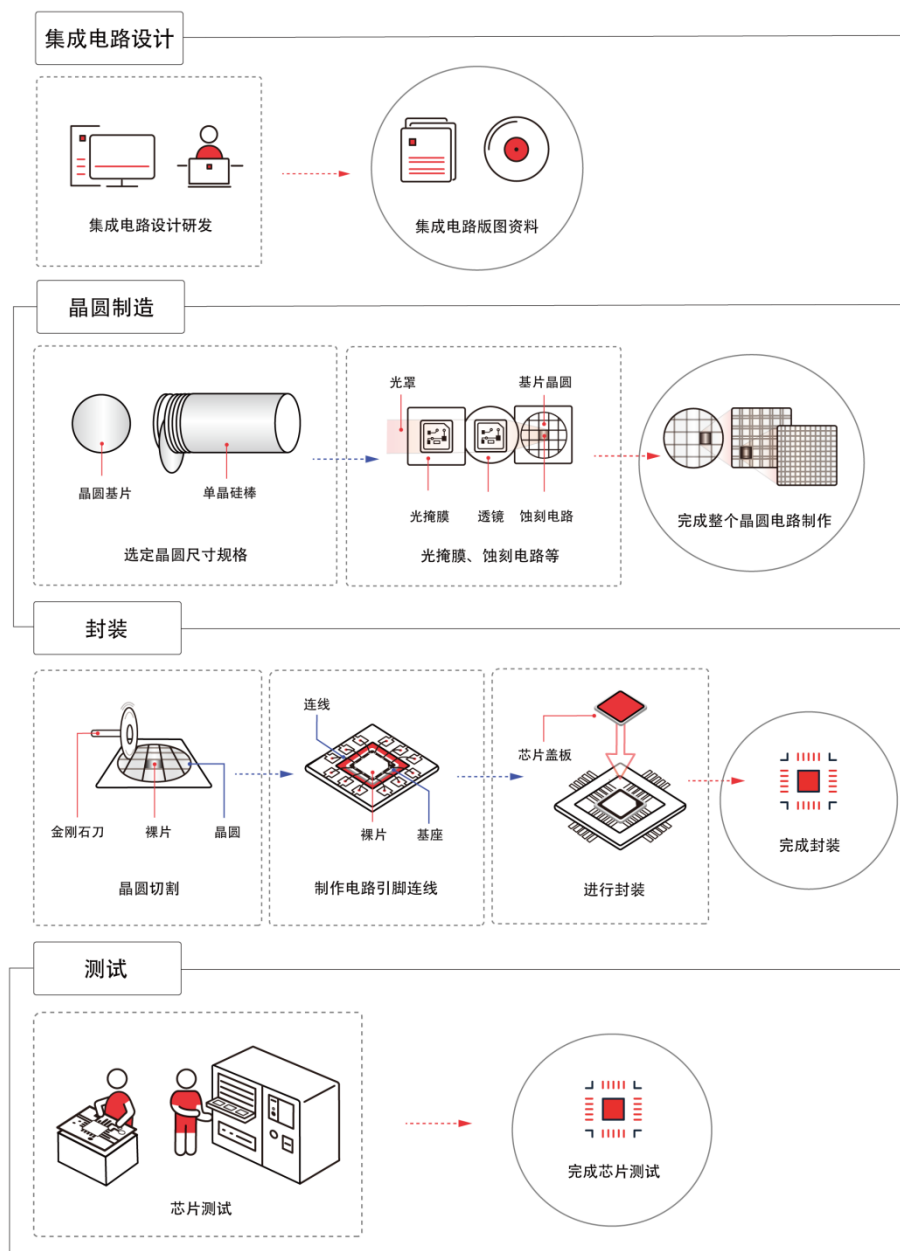 集成电路设计
集成电路设计研发
集成电路版图资料
晶圆制造
晶圆基片
单晶硅棒
选定晶圆尺寸规格
光罩
基片晶圆
光掩膜
透镜
蚀刻电路
光掩膜、蚀刻电路等
完成整个晶圆电路制作
封装
金刚石刀
裸片
晶圆
晶圆切割
连线
裸片
基座
制作电路引脚连线
芯片盖板
进行封装
完成封装
测试
芯片测试
完成芯片测试